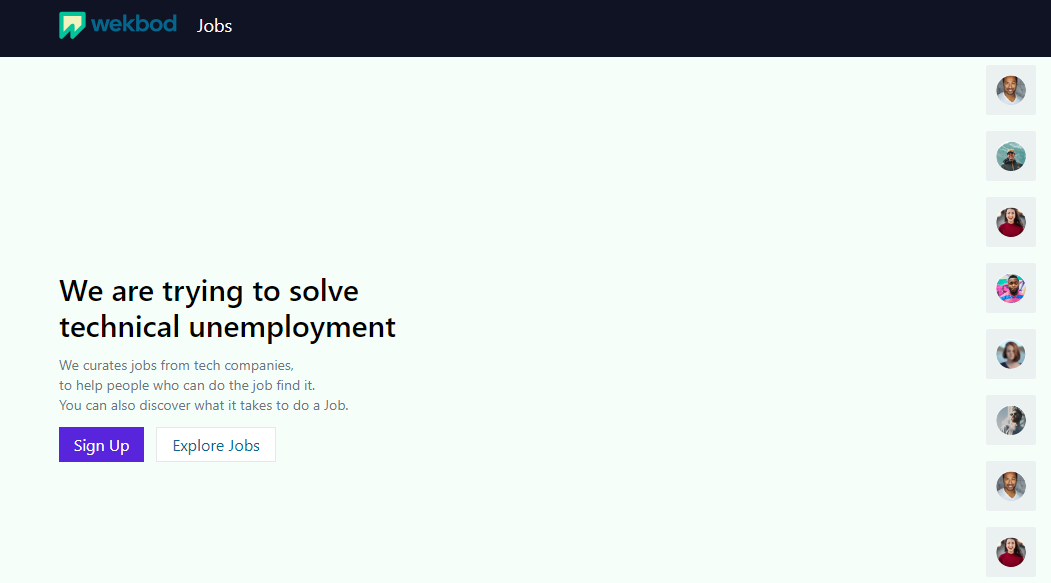 wekbod
Jobs
We are trying to solve
technical unemployment
We curates jobs from tech companies,
to help people who can do the job find it.
You can also discover what it takes to do a Job.
Sign Up
Explore Jobs